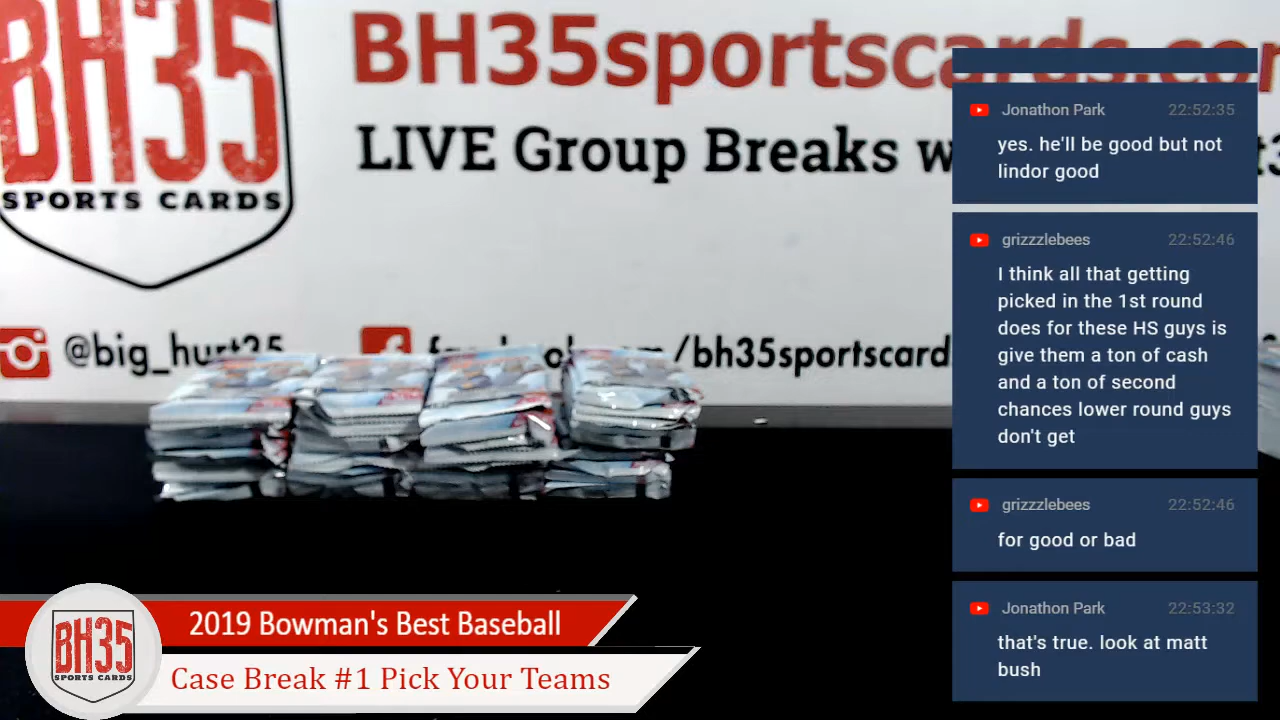 BH35
SPORTS CARDS
BH35sportscards.com
LIVE Group Breaks
@big_hurt35
/bh35sportscard
Jonathon Park 22:52:35
yes. he'll be good but not
lindor good
grizzzlebees 22:52:46
I think all that getting
picked in the 1st round
does for these HS guys is
give them a ton of cash
and a ton of second
chances lower round guys
don't get
grizzzlebees 22:52:46
for good or bad
Jonathon Park 22:53:32
that's true. look at matt
bush
BH35
SPORTS CARDS
2019 Bowman's Best Baseball
Case Break #1 Pick Your Teams